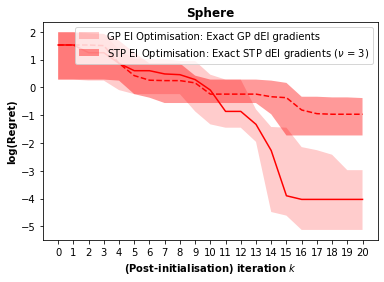 Sphere
GP EI Optimisation: Exact GP dEI gradients
STP EI Optimisation: Exact STP dEI gradients (ν = 3)
log(Regret)
2
1
0
−1
−2
−3
−4
−5
0 1 2 3 4 5 6 7 8 9 10 11 12 13 14 15 16 17 18 19 20
(Post-initialisation) iteration k